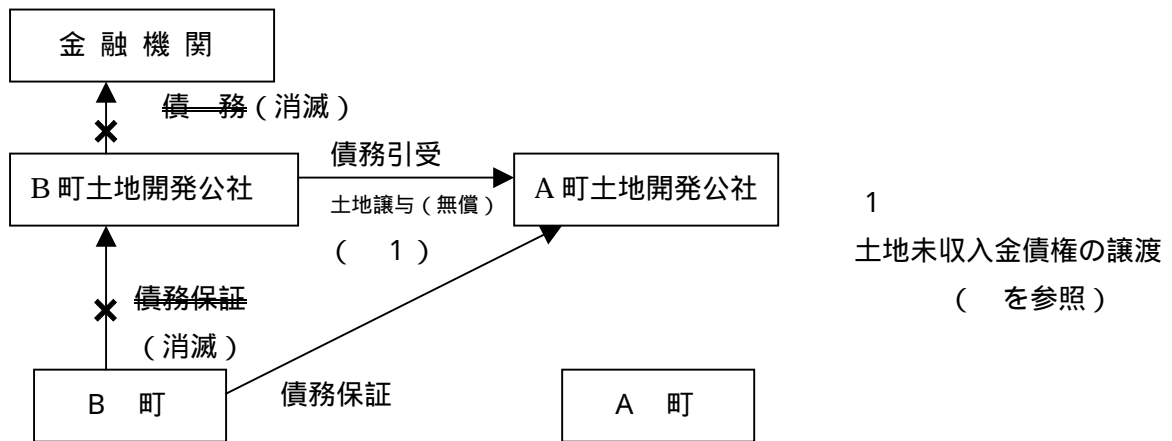 金 融 機 関
債 務（消滅）
債務引受
B 町土地開発公社
A 町土地開発公社
土地譲与（無償）
（　1）
1
土地未収入金債権の譲渡
（　を参照）
債務保証
（消滅）
債務保証
B　町
A　町